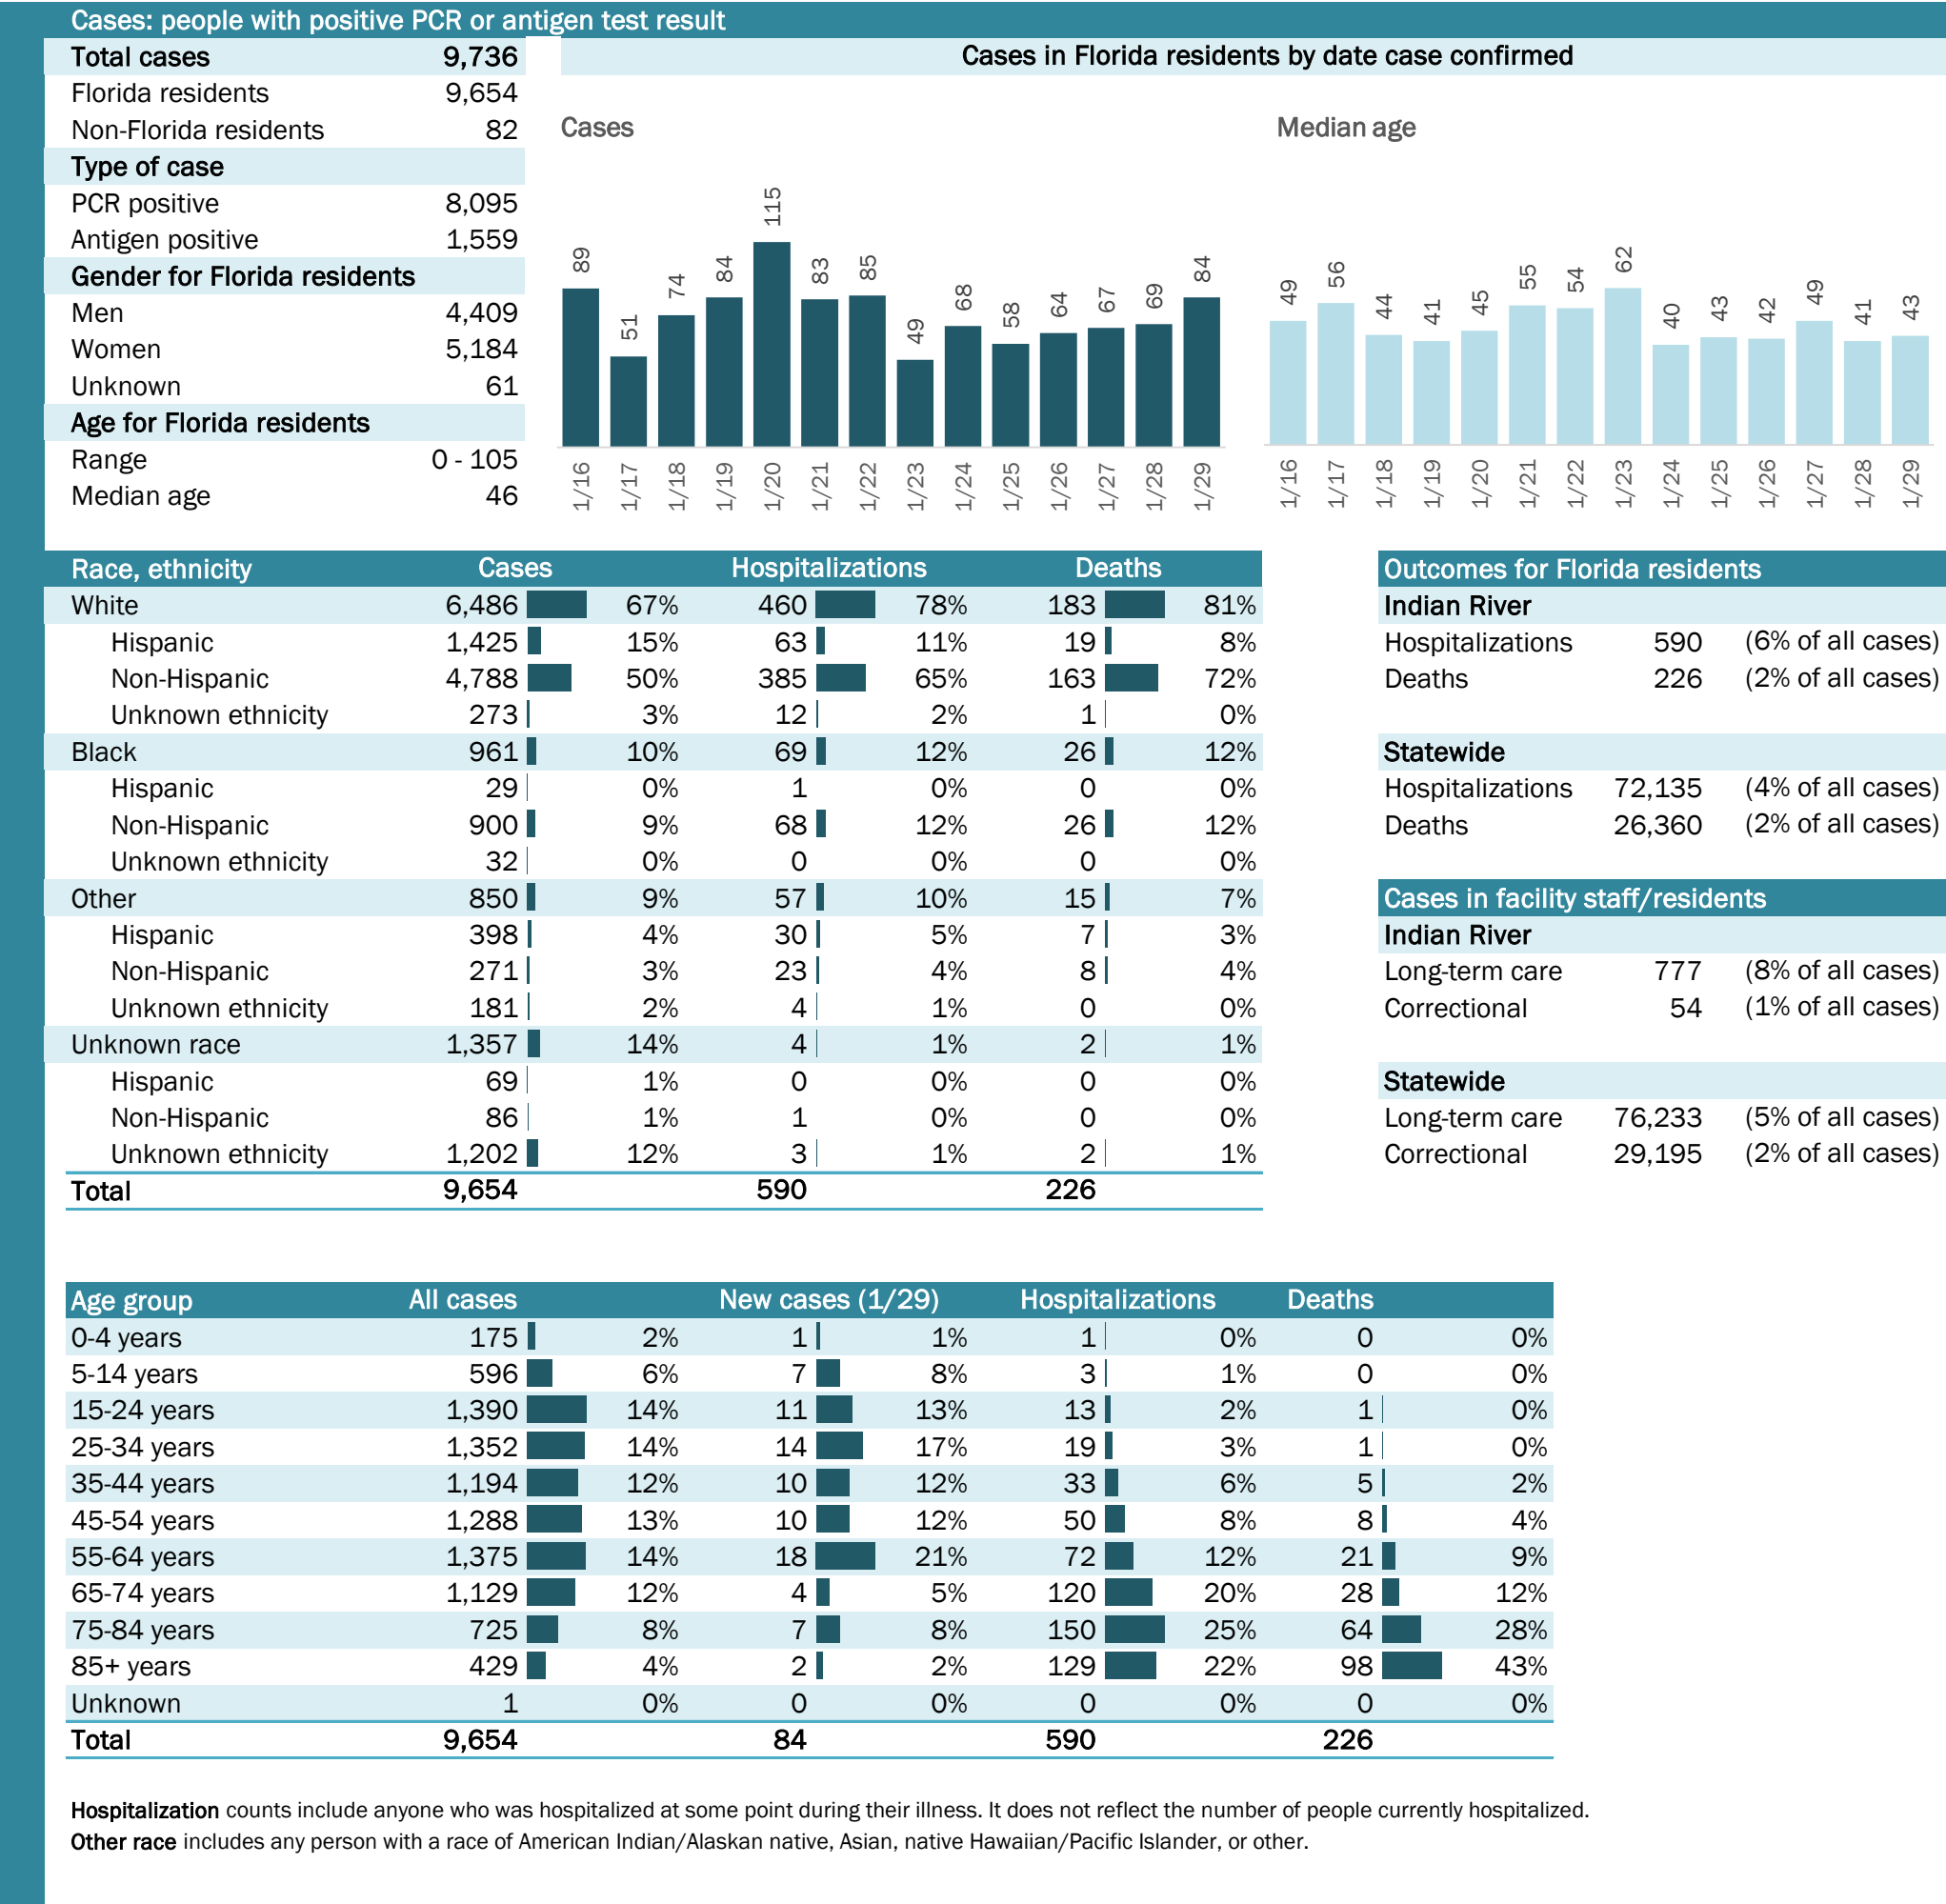 Cases: people with positive PCR or antigen test result
Total cases 9,736
Florida residents 9,654
Non-Florida residents 82
Type of case
PCR positive 8,095
Antigen positive 1,559
Gender for Florida residents
Men 4,409
Women 5,184
Unknown 61
Age for Florida residents
Range 0 - 105
Median age 46
Cases in Florida residents by date case confirmed
Cases
89 51 74 84 115 83 85 49 68 58 64 67 69 84
1/16 1/17 1/18 1/19 1/20 1/21 1/22 1/23 1/24 1/25 1/26 1/27 1/28 1/29
Median age
49 56 44 41 45 55 54 62 40 43 42 49 41 43
1/16 1/17 1/18 1/19 1/20 1/21 1/22 1/23 1/24 1/25 1/26 1/27 1/28 1/29
Race, ethnicity Cases Hospitalizations Deaths
White 6,486 67% 460 78% 183 81%
Hispanic 1,425 15% 63 11% 19 8%
Non-Hispanic 4,788 50% 385 65% 163 72%
Unknown ethnicity 273 3% 12 2% 1 0%
Black 961 10% 69 12% 26 12%
Hispanic 29 0% 1 0% 0 0%
Non-Hispanic 900 9% 68 12% 26 12%
Unknown ethnicity 32 0% 0 0% 0 0%
Other 850 9% 57 10% 15 7%
Hispanic 398 4% 30 5% 7 3%
Non-Hispanic 271 3% 23 4% 8 4%
Unknown ethnicity 181 2% 4 1% 0 0%
Unknown race 1,357 14% 4 1% 2 1%
Hispanic 69 1% 0 0% 0 0%
Non-Hispanic 86 1% 1 0% 0 0%
Unknown ethnicity 1,202 12% 3 1% 2 1%
Total 9,654 590 226
Outcomes for Florida residents
Indian River
Hospitalizations 590 (6% of all cases)
Deaths 226 (2% of all cases)
Statewide
Hospitalizations 72,135 (4% of all cases)
Deaths 26,360 (2% of all cases)
Cases in facility staff/residents
Indian River
Long-term care 777 (8% of all cases)
Correctional 54 (1% of all cases)
Statewide
Long-term care 76,233 (5% of all cases)
Correctional 29,195 (2% of all cases)
Age group All cases New cases (1/29) Hospitalizations Deaths
0-4 years 175 2% 1 1% 1 0% 0 0%
5-14 years 596 6% 7 8% 3 1% 0 0%
15-24 years 1,390 14% 11 13% 13 2% 1 0%
25-34 years 1,352 14% 14 17% 19 3% 1 0%
35-44 years 1,194 12% 10 12% 33 6% 5 2%
45-54 years 1,288 13% 10 12% 50 8% 8 4%
55-64 years 1,375 14% 18 21% 72 12% 21 9%
65-74 years 1,129 12% 4 5% 120 20% 28 12%
75-84 years 725 8% 7 8% 150 25% 64 28%
85+ years 429 4% 2 2% 129 22% 98 43%
Unknown 1 0% 0 0% 0 0% 0 0%
Total 9,654 84 590 226
Hospitalization counts include anyone who was hospitalized at some point during their illness. It does not reflect the number of people currently hospitalized.
Other race includes any person with a race of American Indian/Alaskan native, Asian, native Hawaiian/Pacific Islander, or other.